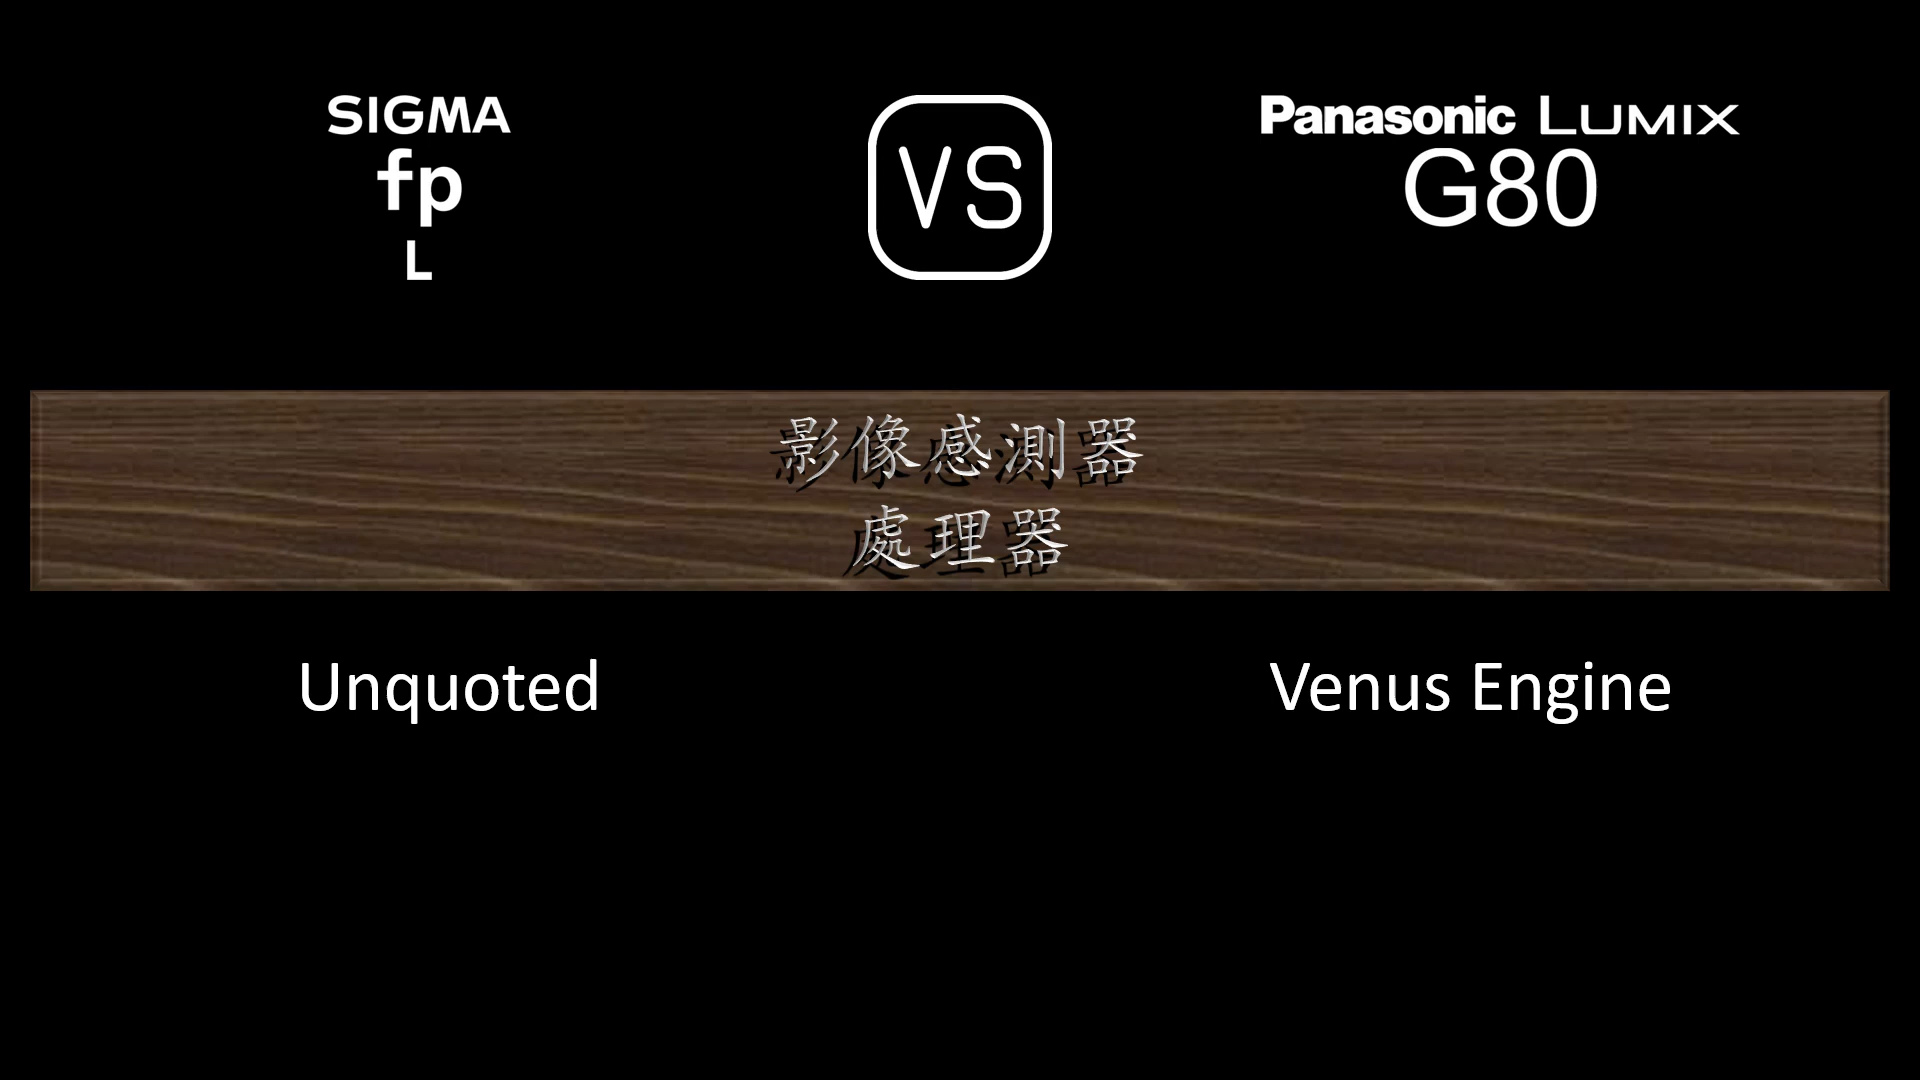 SIGMA
fp
L
VS
Panasonic LUMIX
G80
影像感測器
處理器
Unquoted
Venus Engine